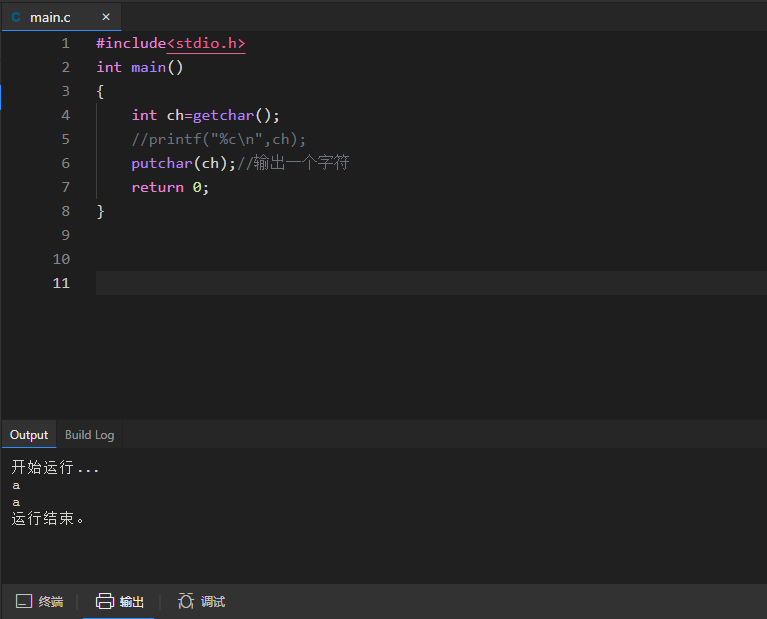 C main.c ×
1 #include<stdio.h>
2 int main()
3 {
4 int ch=getchar();
5 //printf("%c\n",ch);
6 putchar(ch);//输出一个字符
7 return 0;
8 }
9
10
11
Output Build Log
开始运行...
a
a
运行结束。
终端 输出 调试